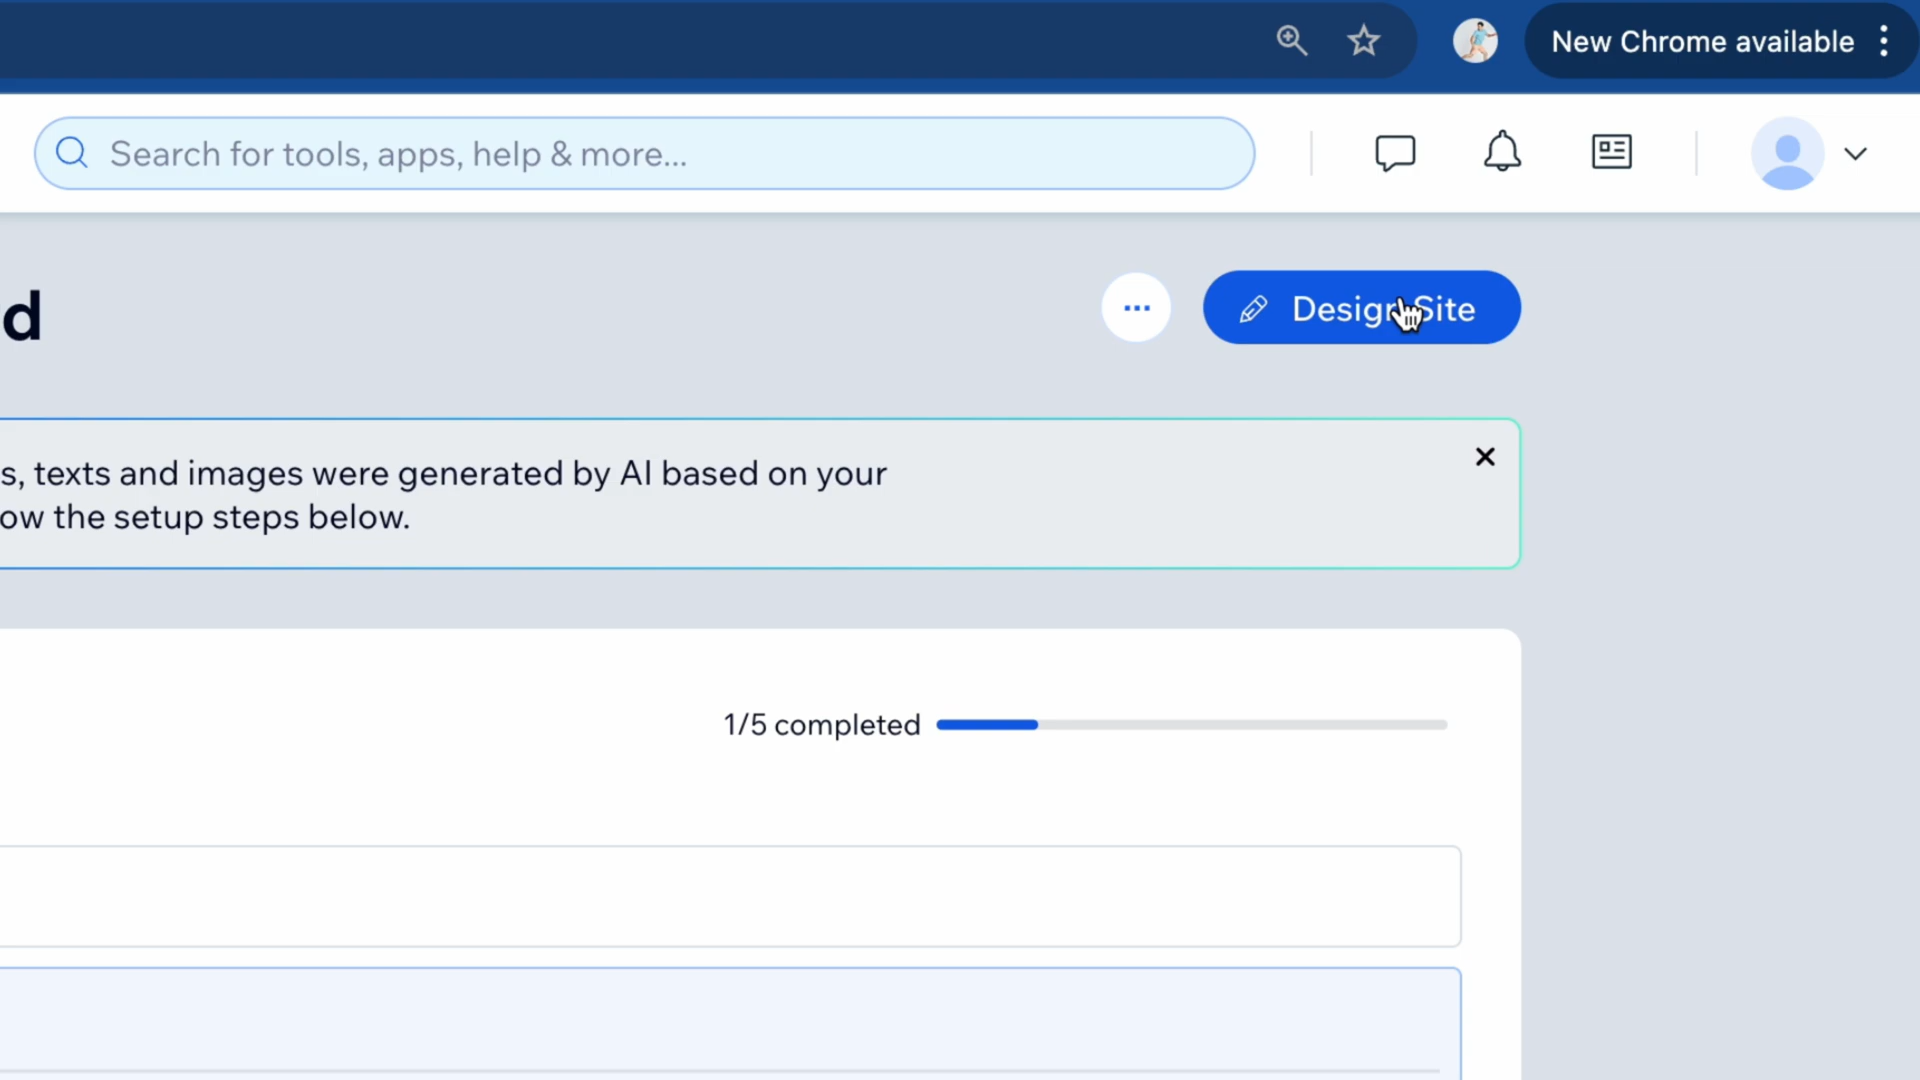 New Chrome available
Search for tools, apps, help & more...
d
Design Site
s, texts and images were generated by AI based on your
ow the setup steps below.
1/5 completed